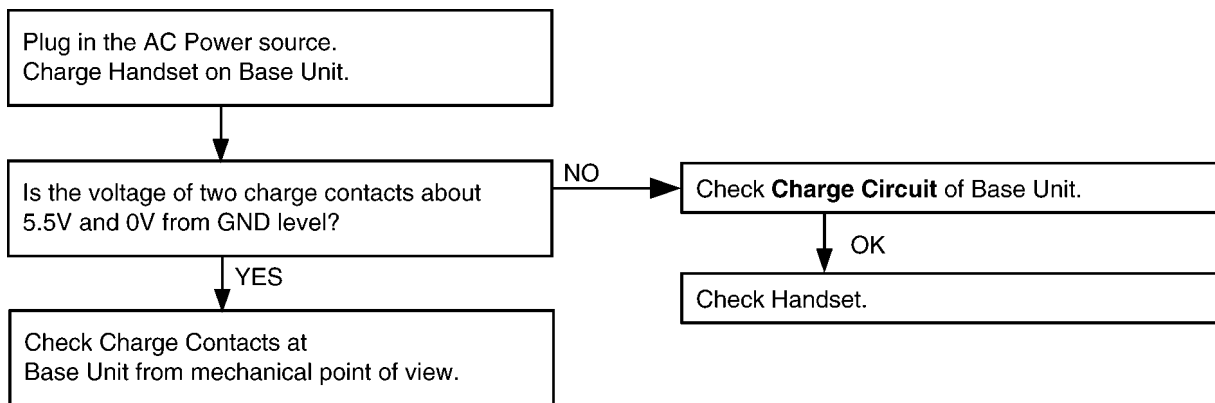 Plug in the AC Power source.
Charge Handset on Base Unit.
Is the voltage of two charge contacts about
5.5V and 0V from GND level?
NO
Check Charge Circuit of Base Unit.
OK
Check Handset.
YES
Check Charge Contacts at
Base Unit from mechanical point of view.